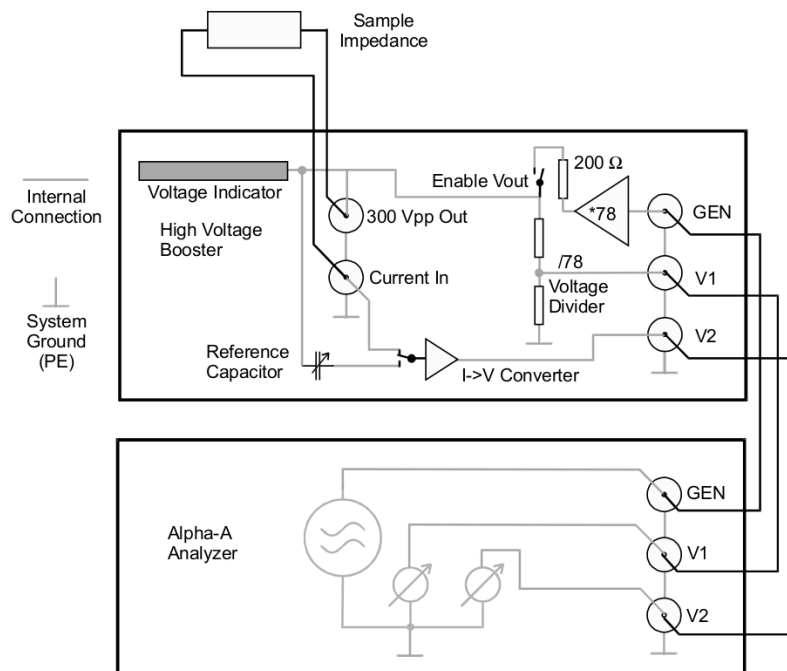 Sample
Impedance
Internal
Connection
System
Ground
(PE)
Voltage Indicator
High Voltage
Booster
300 Vpp Out
Current In
Enable Vout
200 Ω
*78
/78
Voltage
Divider
GEN
V1
V2
Reference
Capacitor
I->V Converter
Alpha-A
Analyzer
GEN
V1
V2